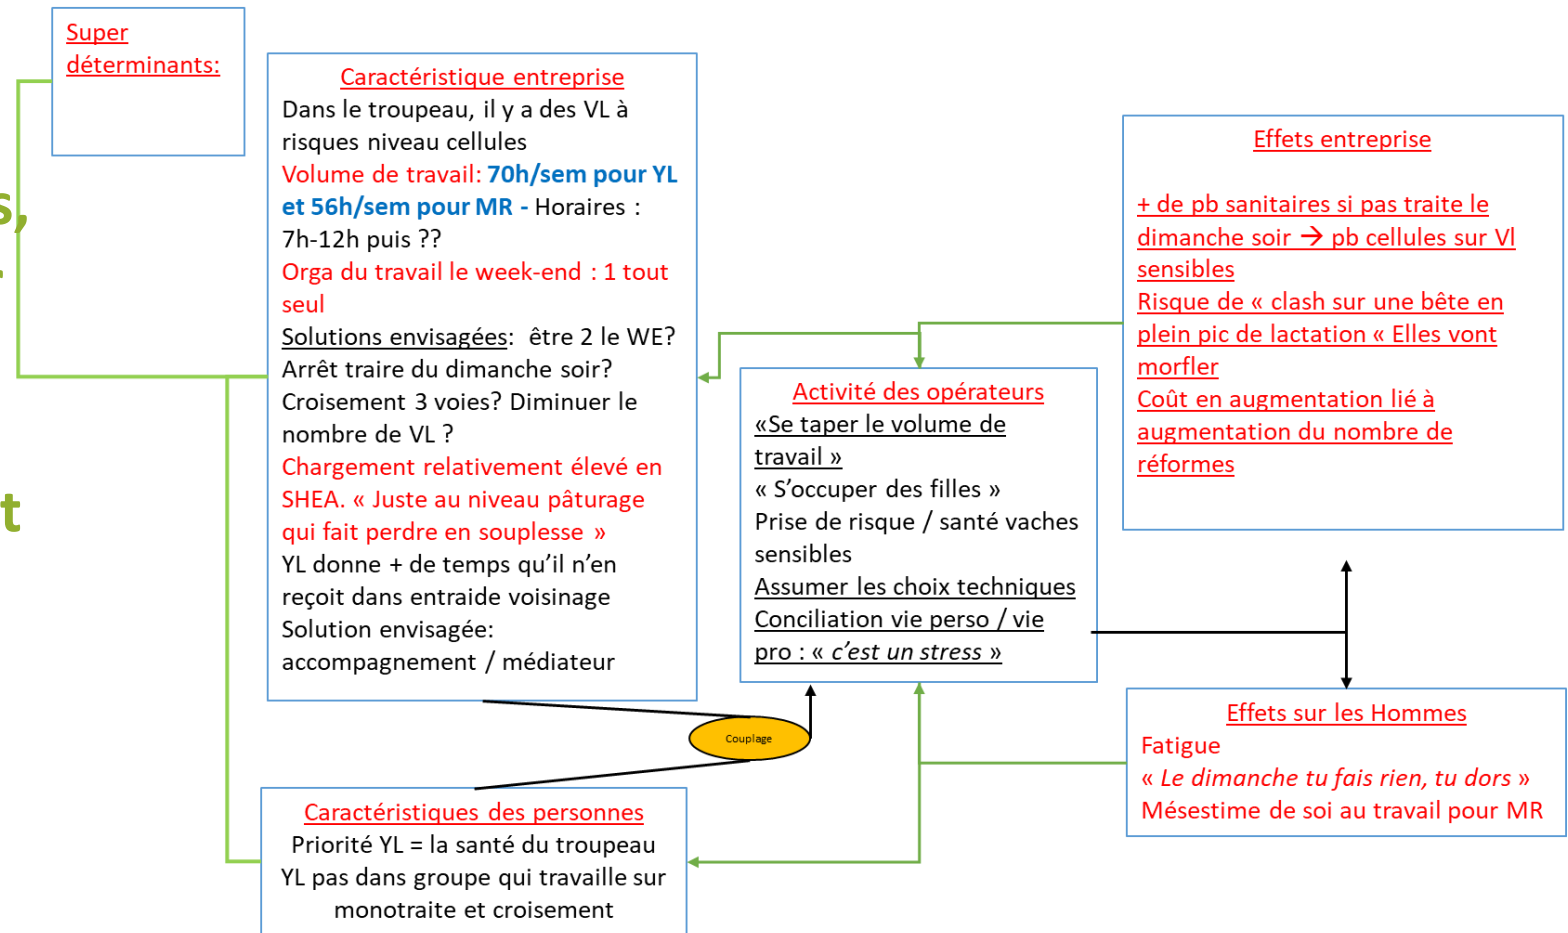 Super
déterminants:
s,
t
Caractéristique entreprise
Dans le troupeau, il y a des VL à
risques niveau cellules
Volume de travail: 70h/sem pour YL
et 56h/sem pour MR - Horaires :
7h-12h puis ??
Orga du travail le week-end : 1 tout
seul
Solutions envisagées:  être 2 le WE?
Arrêt traire du dimanche soir?
Croisement 3 voies? Diminuer le
nombre de VL ?
Chargement relativement élevé en
SHEA. « Juste au niveau pâturage
qui fait perdre en souplesse »
YL donne + de temps qu'il n'en
reçoit dans entraide voisinage
Solution envisagée:
accompagnement / médiateur
Couplage
Caractéristiques des personnes
Priorité YL = la santé du troupeau
YL pas dans groupe qui travaille sur
monotraite et croisement
Activité des opérateurs
«Se taper le volume de
travail »
« S'occuper des filles »
Prise de risque / santé vaches
sensibles
Assumer les choix techniques
Conciliation vie perso / vie
pro : « c'est un stress »
Effets entreprise
+ de pb sanitaires si pas traite le
dimanche soir → pb cellules sur Vl
sensibles
Risque de « clash sur une bête en
plein pic de lactation « Elles vont
morfler
Coût en augmentation lié à
augmentation du nombre de
réformes
Effets sur les Hommes
Fatigue
« Le dimanche tu fais rien, tu dors »
Mésestime de soi au travail pour MR